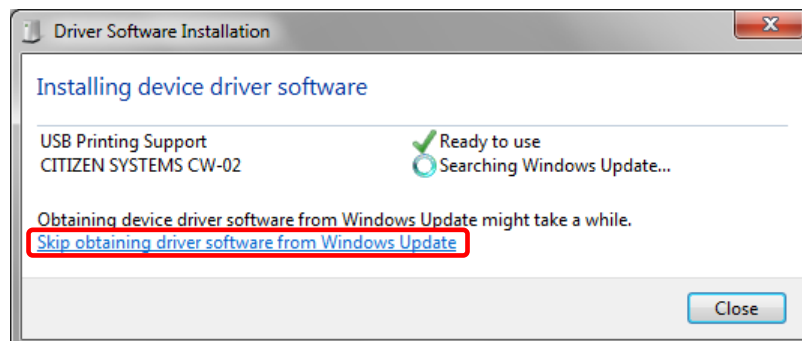 Driver Software Installation
Installing device driver software
USB Printing Support Ready to use
CITIZEN SYSTEMS CW-02 Searching Windows Update...
Obtaining device driver software from Windows Update might take a while.
Skip obtaining driver software from Windows Update
Close